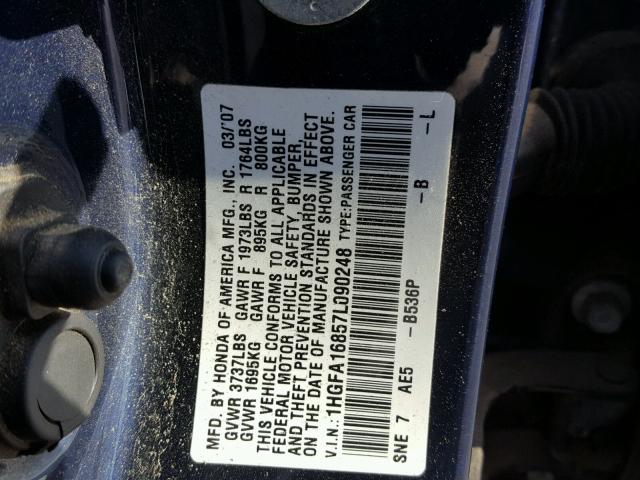 MFD. BY HONDA OF AMERICA MFG., INC. 03/'07
GVWR 3737LBS GAWR F 1973LBS R 1764LBS
GVWR 1695KG GAWR F 895KG R 800KG
THIS VEHICLE CONFORMS TO ALL APPLICABLE
FEDERAL MOTOR VEHICLE SAFETY, BUMPER,
AND THEFT PREVENTION STANDARDS IN EFFECT
ON THE DATE OF MANUFACTURE SHOWN ABOVE.
V.I.N.: 1HGFA16857L090248 TYPE:PASSENGER CAR
SNE 7 AE5 -B536P -B -L